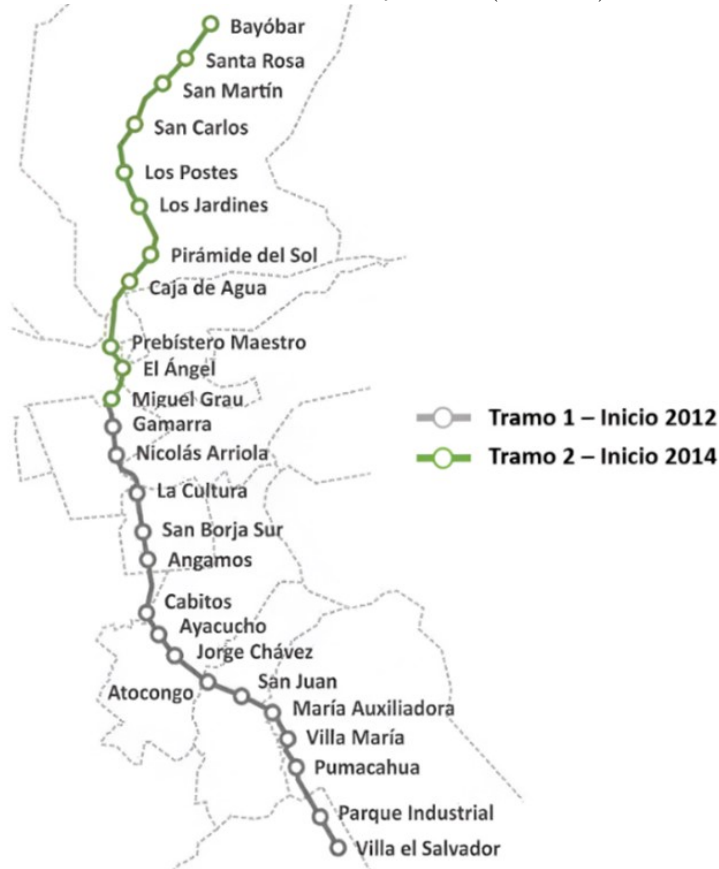 Bayóbar
Santa Rosa
San Martín
San Carlos
Los Postes
Los Jardines
Pirámide del Sol
Caja de Agua
Prebístero Maestro
El Ángel
Miguel Grau
Gamarra
Nicolás Arriola
La Cultura
San Borja Sur
Angamos
Cabitos
Ayacucho
Jorge Chávez
Atocongo
San Juan
María Auxiliadora
Villa María
Pumacahua
Parque Industrial
Villa el Salvador
Tramo 1 – Inicio 2012
Tramo 2 – Inicio 2014